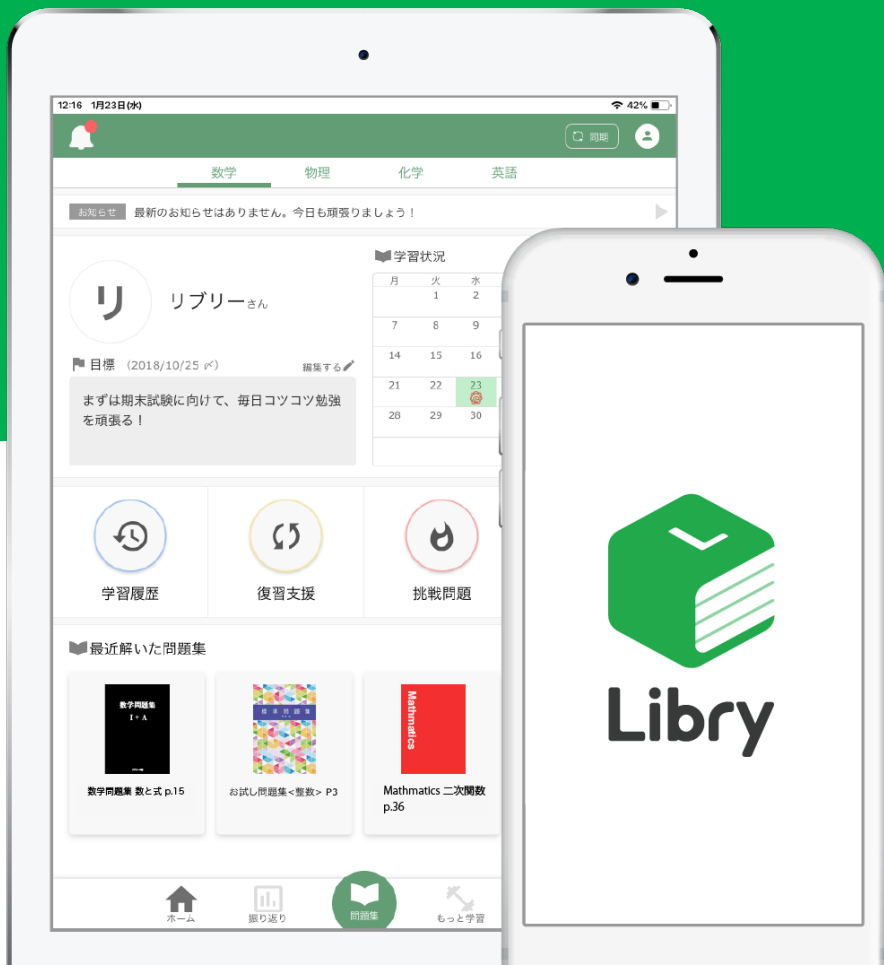 12:16 1月23日(水)
42%
同期
数学 物理 化学 英語
お知らせ 最新のお知らせはありません。今日も頑張りましょう！
リ
リブリーさん
目標 (2018/10/25 〆)
編集する
まずは期末試験に向けて、毎日コツコツ勉強
を頑張る！
学習状況
月 火 水
1 2
7 8 9
14 15 16
21 22 23
28 29 30
学習履歴 復習支援 挑戦問題
最近解いた問題集
数学問題集
I+A
数学問題集 数と式 p.15
標準問題集
お試し問題集<整数> P3
Mathmatics
Mathmatics 二次関数
p.36
ホーム 振り返り 問題集 もっと学習
Libry